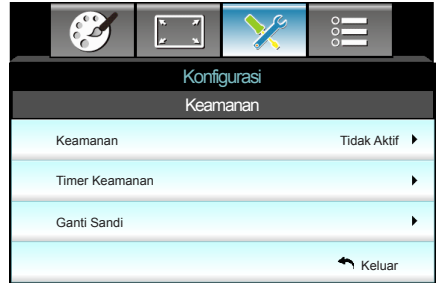 Konfigurasi
Keamanan
Keamanan Tidak Aktif
Timer Keamanan
Ganti Sandi
Keluar